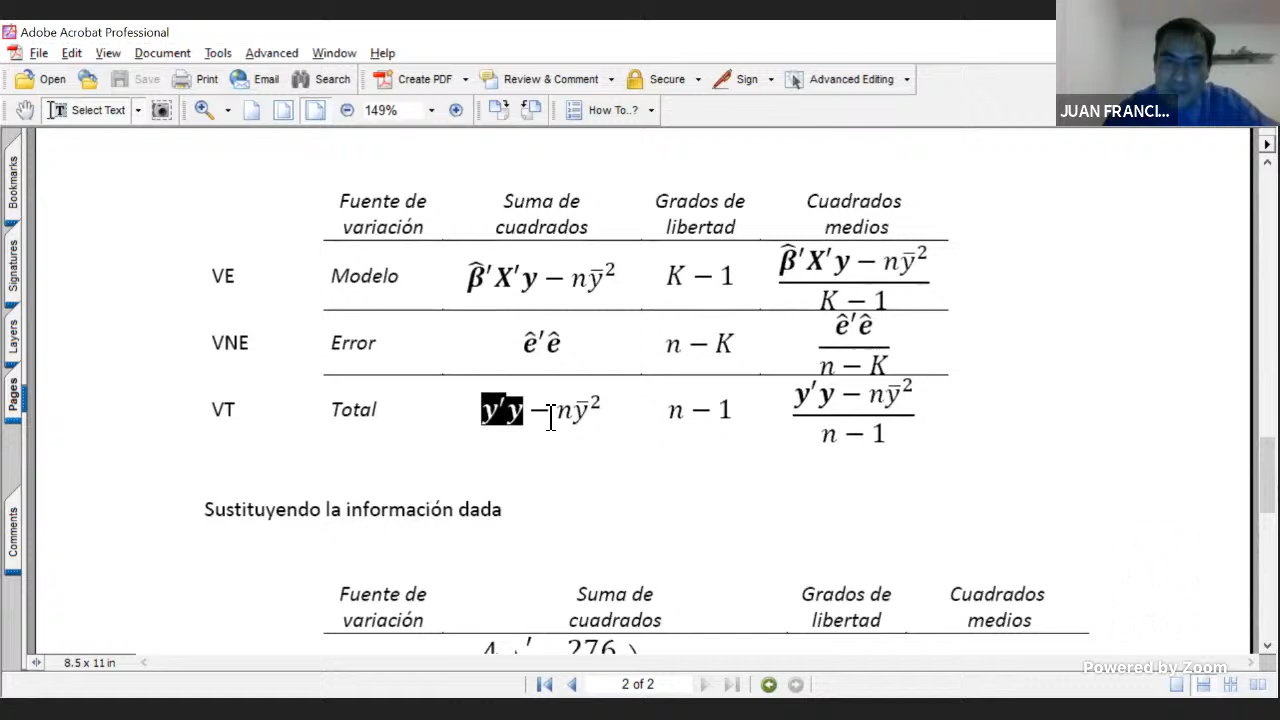 Adobe Acrobat Professional
File Edit View Document Tools Advanced Window Help
Open Save Print Email Search Create PDF Review & Comment Secure Sign Advanced Editing
Select Text 149% How To..?
JUAN FRANCI...
Bookmarks
Signatures
Layers
Pages
Comments
Fuente de variación Suma de cuadrados Grados de libertad Cuadrados medios
VE Modelo β̂′X′y − nȳ² K − 1 β̂′X′y − nȳ² / K − 1
VNE Error ê′ê n − K ê′ê / n − K
VT Total y′y − nȳ² n − 1 y′y − nȳ² / n − 1
Sustituyendo la información dada
Fuente de variación Suma de cuadrados Grados de libertad Cuadrados medios
4 ′ 276
8.5 x 11 in
Powered by Zoom
2 of 2